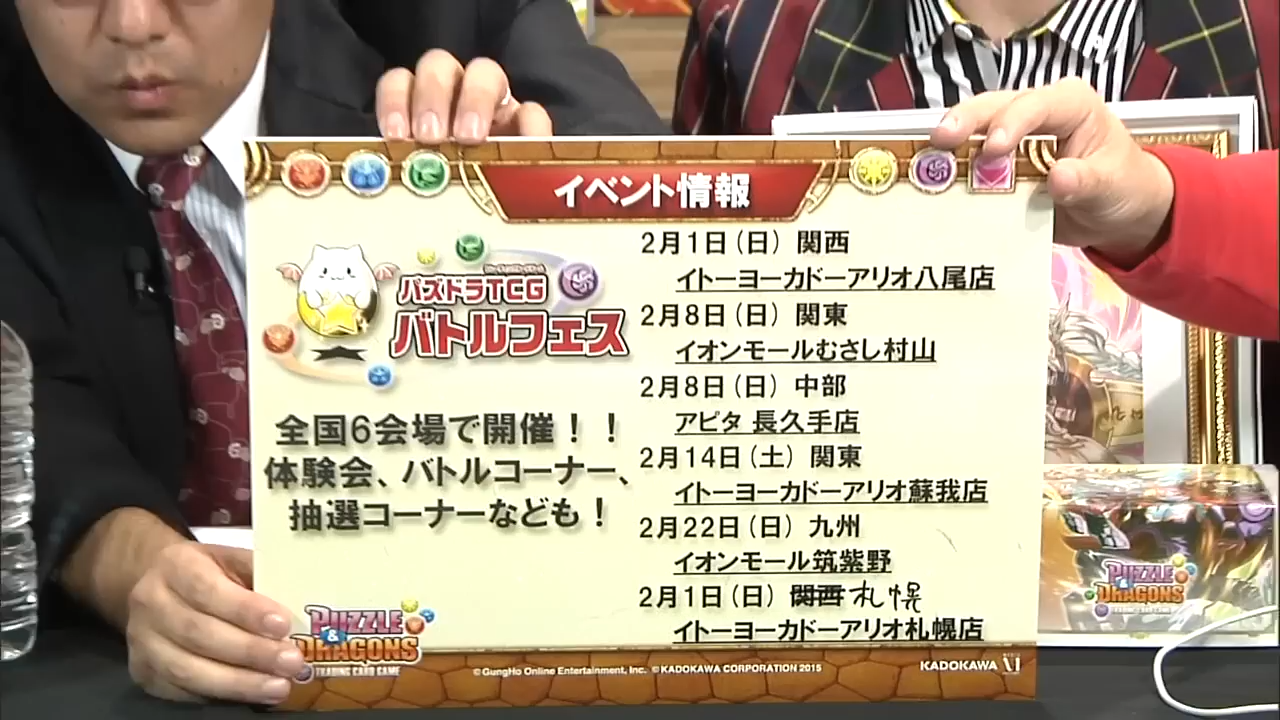 イベント情報
パズドラTCG
バトルフェス
全国6会場で開催!!
体験会、バトルコーナー、
抽選コーナーなども!
2月1日(日) 関西
イトーヨーカドーアリオ八尾店
2月8日(日) 関東
イオンモールむさし村山
2月8日(日) 中部
アピタ 長久手店
2月14日(土) 関東
イトーヨーカドーアリオ蘇我店
2月22日(日) 九州
イオンモール筑紫野
2月1日(日) 関西 札幌
イトーヨーカドーアリオ札幌店
PUZZLE
& DRAGONS
TRADING CARD GAME
©GungHo Online Entertainment, Inc. ©KADOKAWA CORPORATION 2015
KADOKAWA
PUZZLE
& DRAGONS